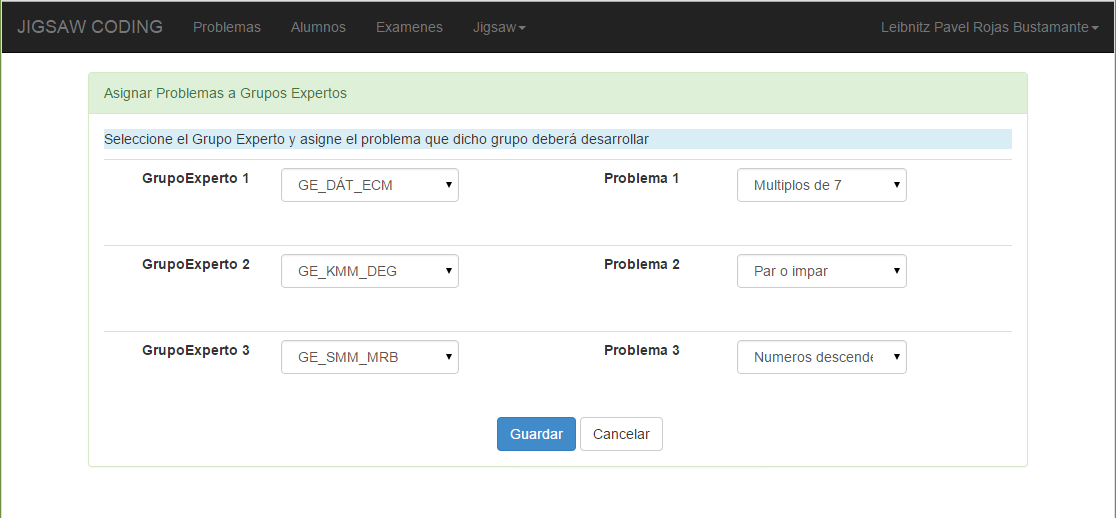 JIGSAW CODING Problemas Alumnos Examenes Jigsaw Leibnitz Pavel Rojas Bustamante
Asignar Problemas a Grupos Expertos
Seleccione el Grupo Experto y asigne el problema que dicho grupo deberá desarrollar
GrupoExperto 1 GE_DÁT_ECM Problema 1 Multiplos de 7
GrupoExperto 2 GE_KMM_DEG Problema 2 Par o impar
GrupoExperto 3 GE_SMM_MRB Problema 3 Numeros descende
Guardar Cancelar